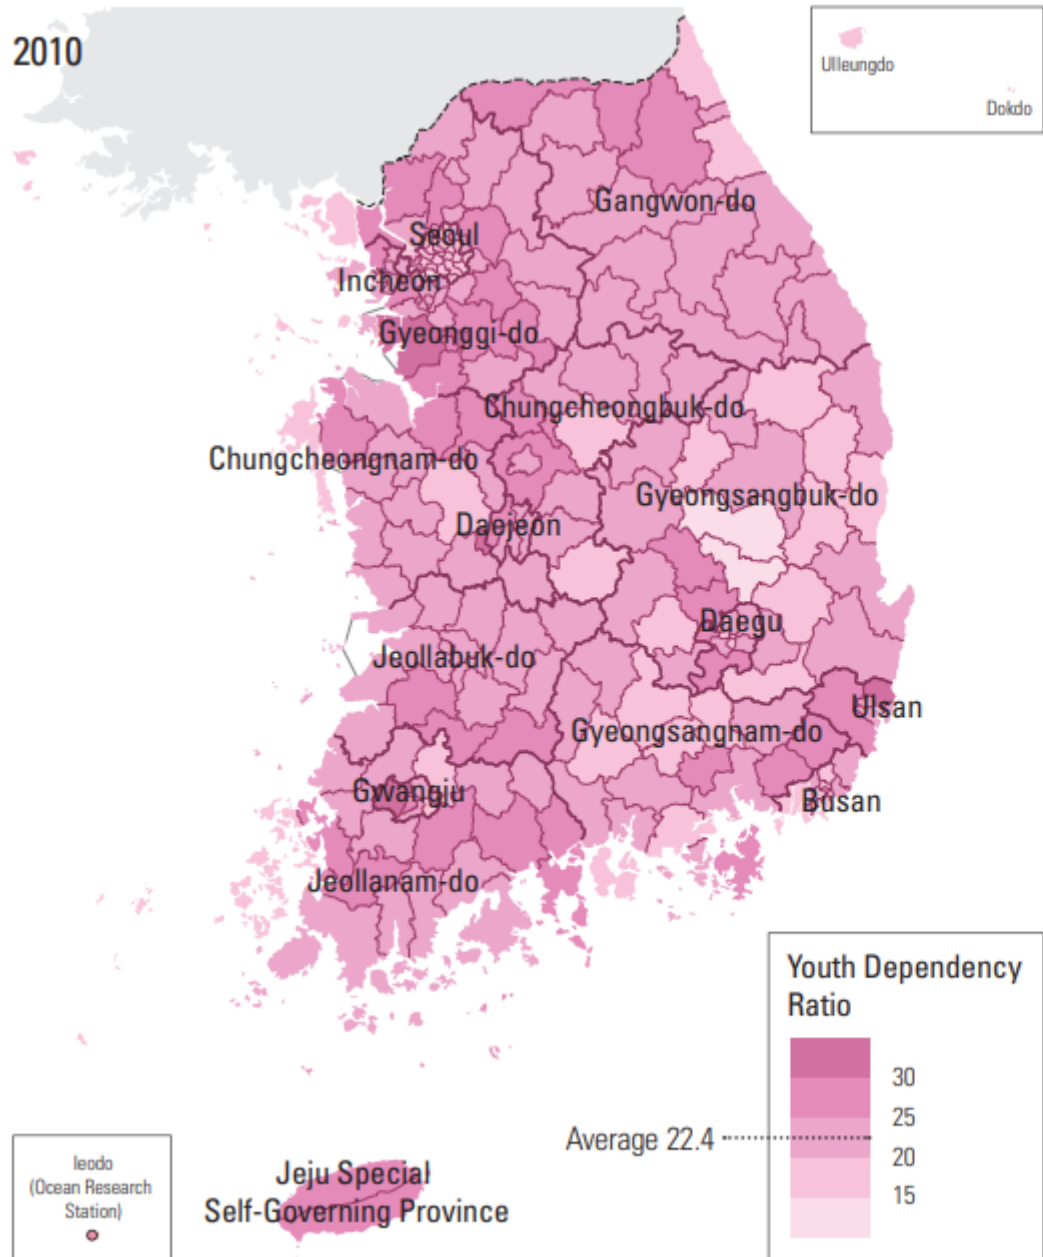 2010
Ulleungdo
Dokdo
Gangwon-do
Seoul
Incheon
Gyeonggi-do
Chungcheongbuk-do
Chungcheongnam-do
Gyeongsangbuk-do
Daejeon
Daegu
Jeollabuk-do
Ulsan
Gyeongsangnam-do
Gwangju
Busan
Jeollanam-do
Youth Dependency
Ratio
30
25
Average 22.4
20
15
Ieodo
(Ocean Research
Station)
Jeju Special
Self-Governing Province